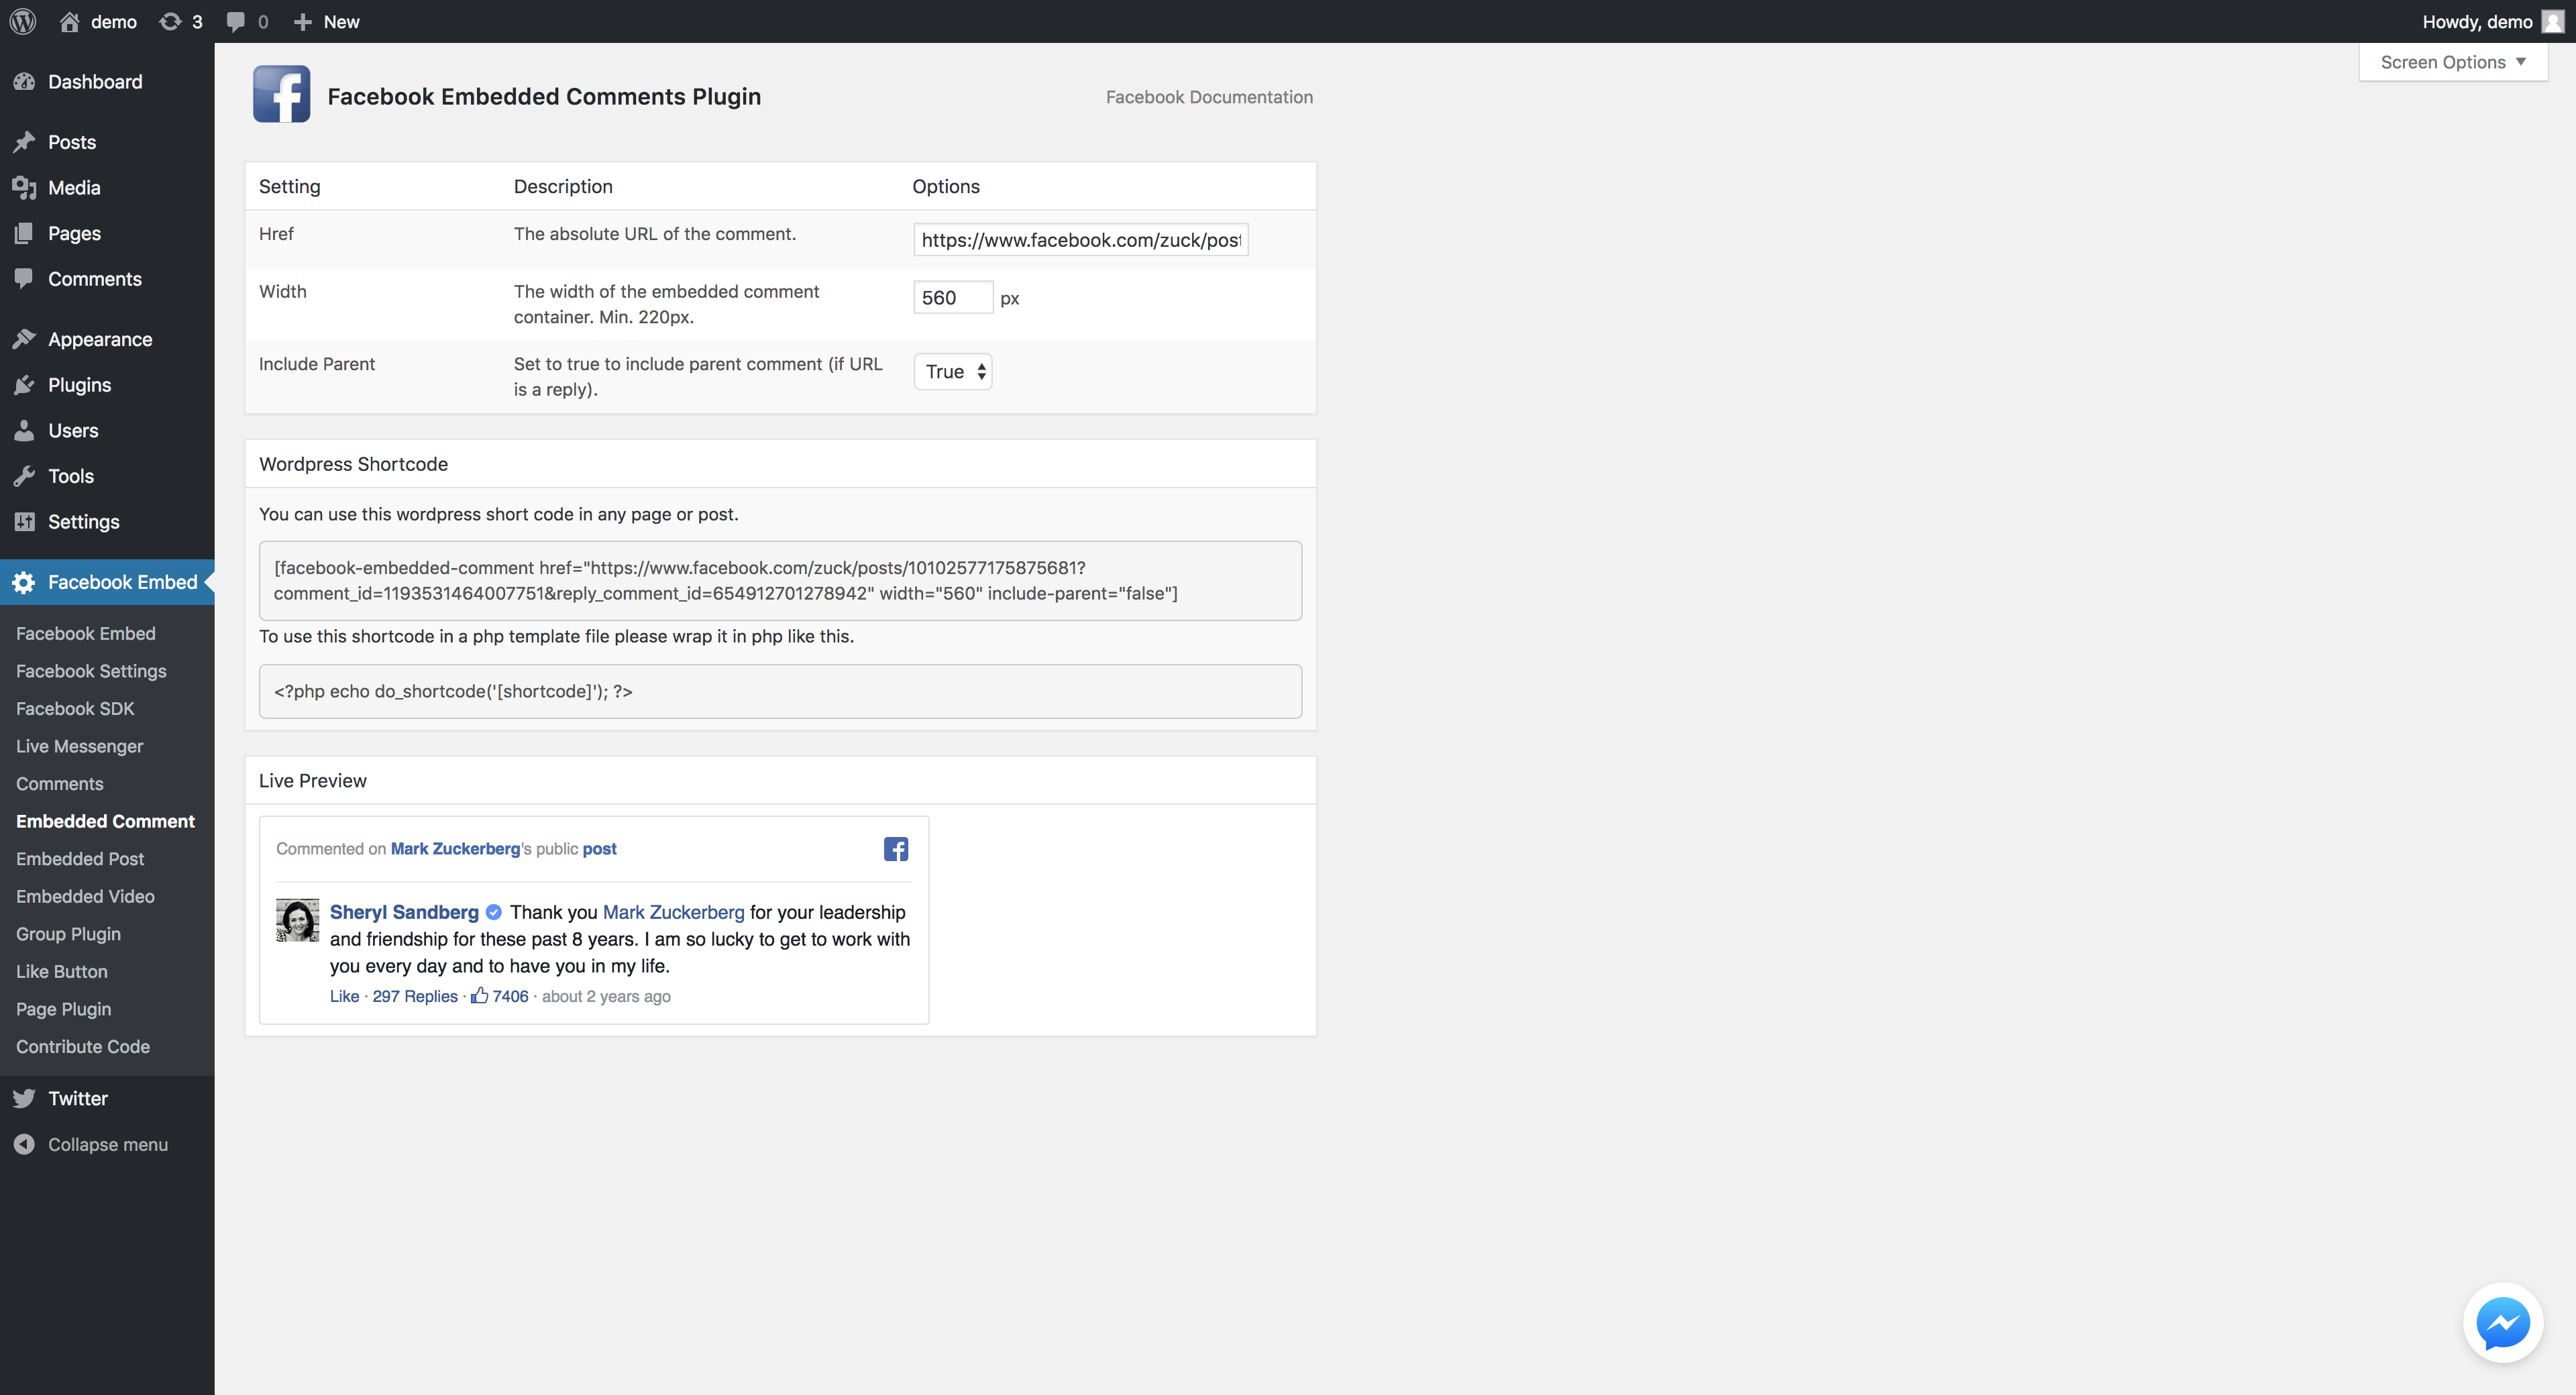 demo 3 0 New Howdy, demo
Screen Options
Dashboard
Posts
Media
Pages
Comments
Appearance
Plugins
Users
Tools
Settings
Facebook Embed
Facebook Embed
Facebook Settings
Facebook SDK
Live Messenger
Comments
Embedded Comment
Embedded Post
Embedded Video
Group Plugin
Like Button
Page Plugin
Contribute Code
Twitter
Collapse menu
Facebook Embedded Comments Plugin Facebook Documentation
Setting Description Options
Href The absolute URL of the comment. https://www.facebook.com/zuck/post
Width The width of the embedded comment 560 px
container. Min. 220px.
Include Parent Set to true to include parent comment (if URL True
is a reply).
Wordpress Shortcode
You can use this wordpress short code in any page or post.
[facebook-embedded-comment href="https://www.facebook.com/zuck/posts/10102577175875681?
comment_id=1193531464007751&reply_comment_id=654912701278942" width="560" include-parent="false"]
To use this shortcode in a php template file please wrap it in php like this.
<?php echo do_shortcode('[shortcode]'); ?>
Live Preview
Commented on Mark Zuckerberg's public post
Sheryl Sandberg Thank you Mark Zuckerberg for your leadership
and friendship for these past 8 years. I am so lucky to get to work with
you every day and to have you in my life.
Like · 297 Replies · 7406 · about 2 years ago